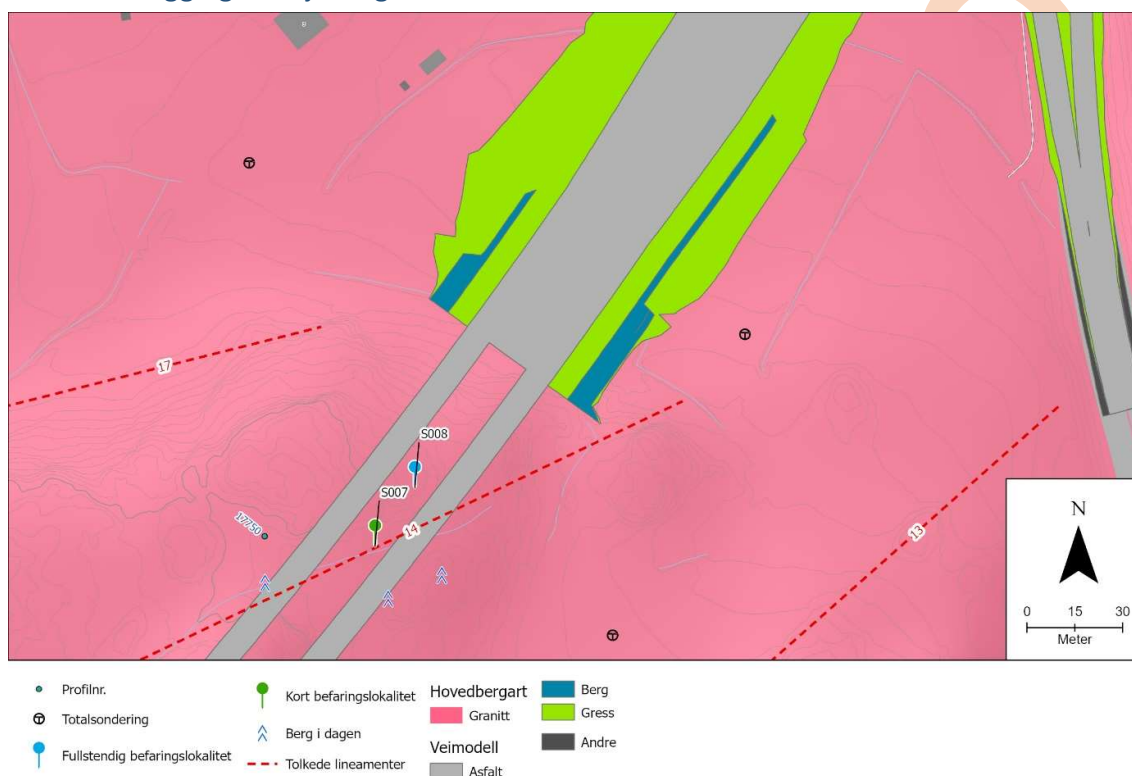 17
S008
S007
14
17750
13
N
0 15 30
Meter
Profilnr.
Totalsondering
Fullstendig befaringslokalitet
Kort befaringslokalitet
Berg i dagen
Tolkede lineamenter
Hovedbergart
Granitt
Veimodell
Asfalt
Berg
Gress
Andre